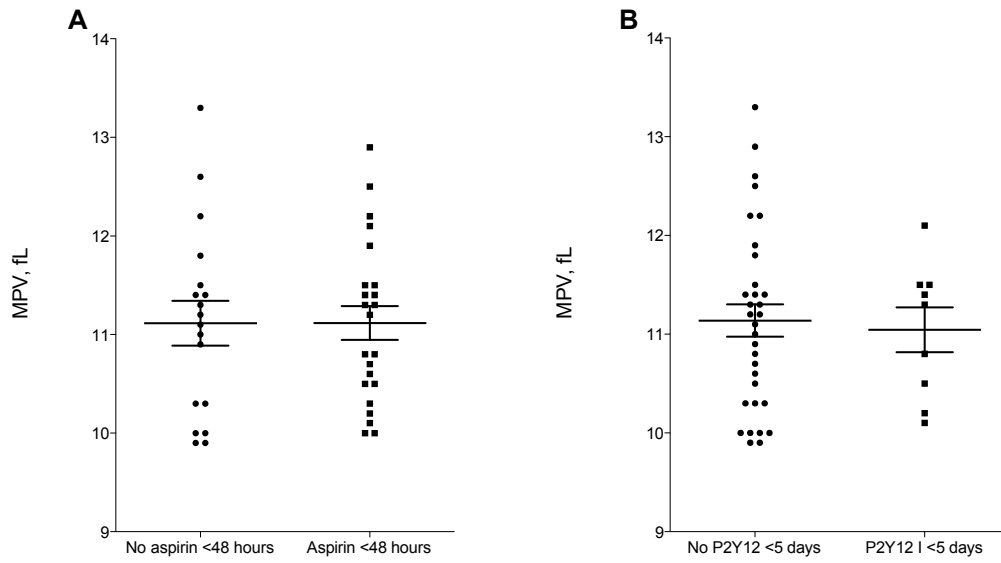 A
14
13
12
11
10
9
MPV, fL
No aspirin <48 hours
Aspirin <48 hours
B
14
13
12
11
10
9
MPV, fL
No P2Y12 <5 days
P2Y12 I <5 days